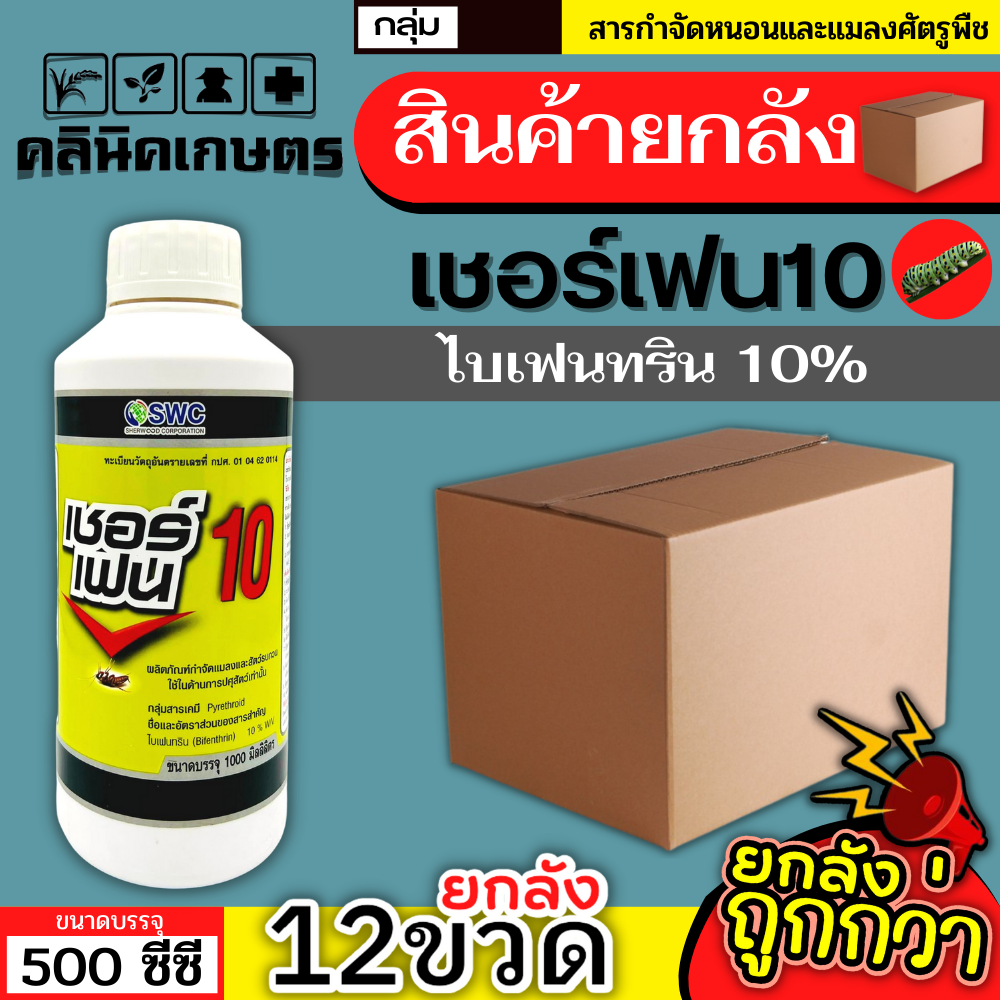 กลุ่ม
สารกำจัดหนอนและแมลงศัตรูพืช
คลินิคเกษตร
สินค้ายกลัง
เชอร์เฟน10
ไบเฟนทริน 10%
SWC
SHERWOOD CORPORATION
ทะเบียนวัตถุอันตรายเลขที่ กปศ. 01 04 62 0114
เชอร์
เฟน
10
ผลิตภัณฑ์กำจัดแมลงและสัตว์รบกวน
ใช้ในด้านการปศุสัตว์เท่านั้น
กลุ่มสารเคมี Pyrethroid
ชื่อและอัตราส่วนของสารสำคัญ
ไบเฟนทริน (Bifenthrin) 10 % W/V
ขนาดบรรจุ 1000 มิลลิลิตร
ขนาดบรรจุ
500 ซีซี
ยกลัง
12ขวด
ยกลัง
ถูกกว่า